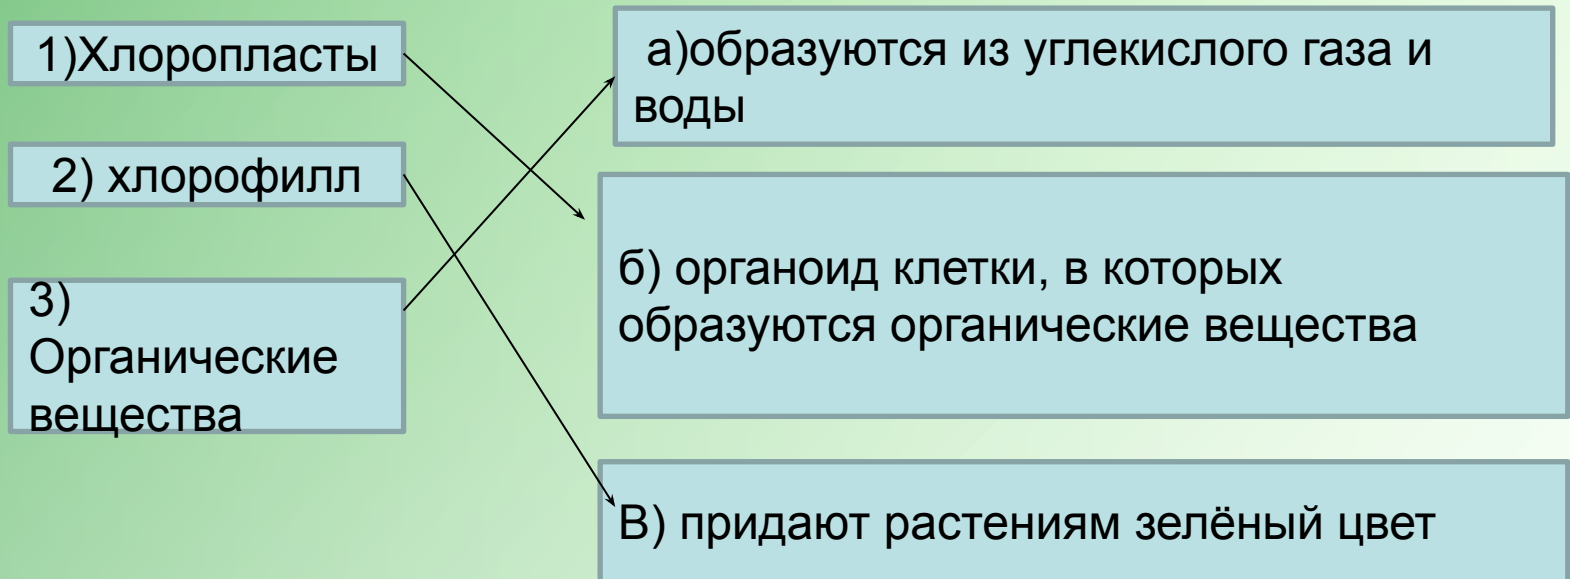 1)Хлоропласты
2) хлорофилл
3)
Органические
вещества
а)образуются из углекислого газа и
воды
б) органоид клетки, в которых
образуются органические вещества
В) придают растениям зелёный цвет